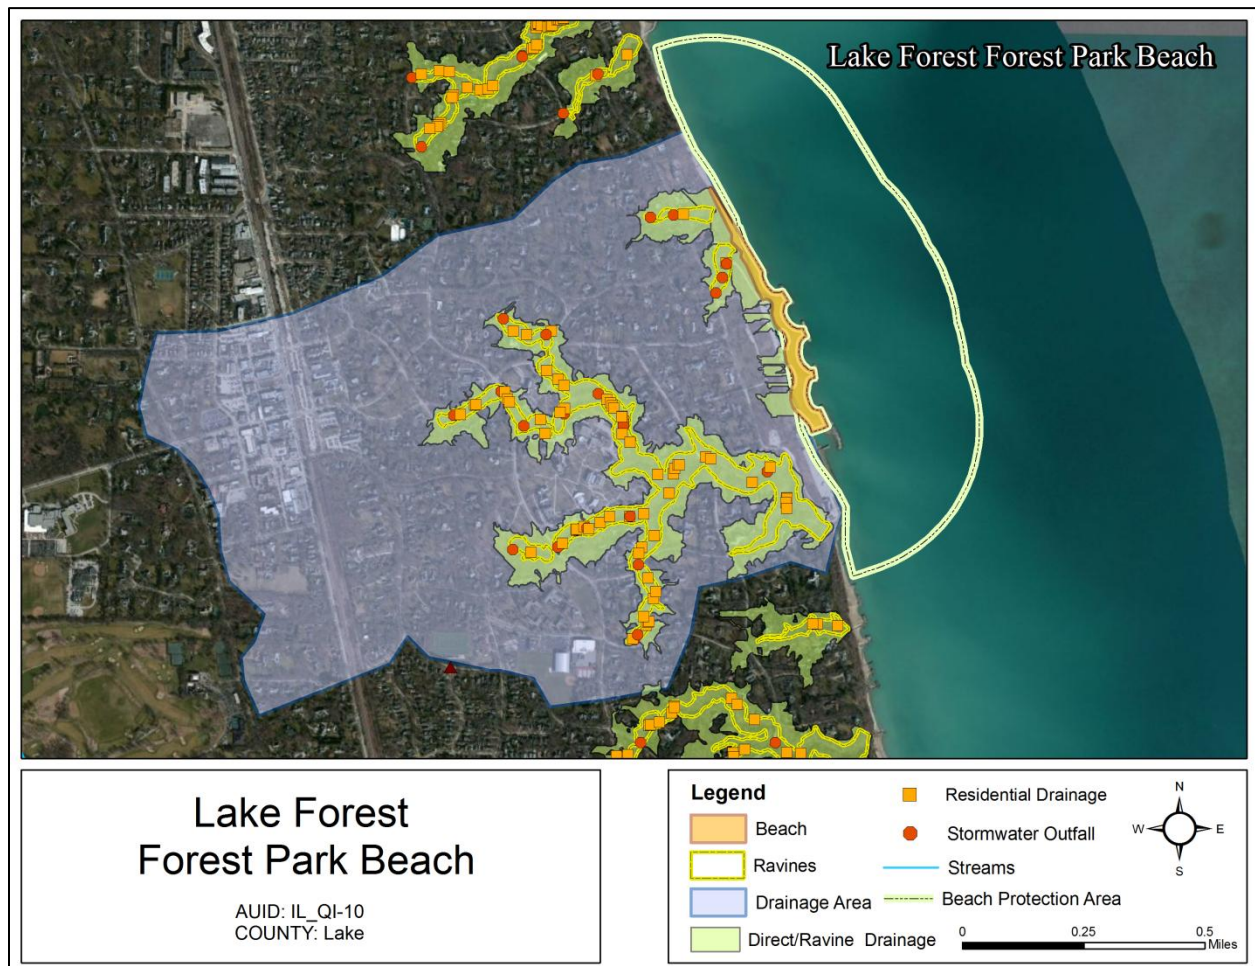 Lake Forest Forest Park Beach
Lake Forest
Forest Park Beach
AUID: IL_QI-10
COUNTY: Lake
Legend
Beach
Ravines
Drainage Area
Direct/Ravine Drainage
Residential Drainage
Stormwater Outfall
Streams
Beach Protection Area
N
W
E
S
0 0.25 0.5
Miles